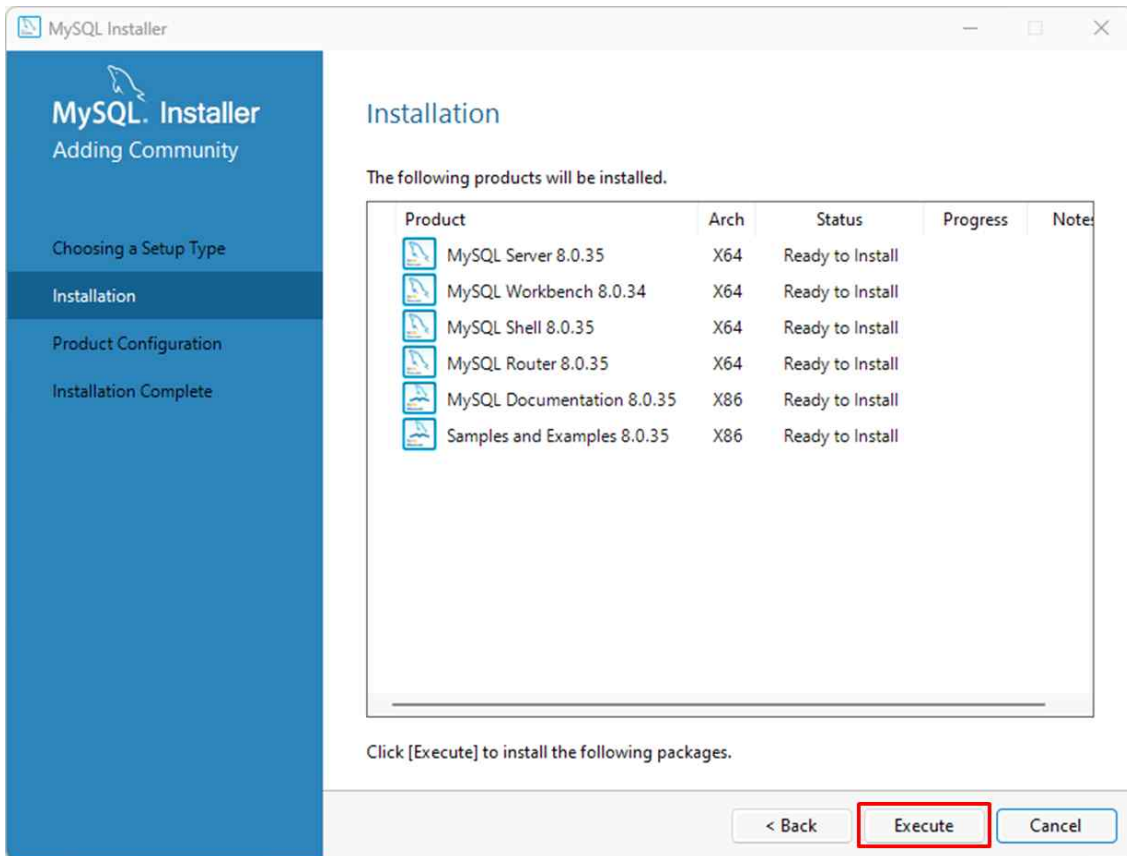 MySQL Installer
MySQL. Installer
Adding Community
Choosing a Setup Type
Installation
Product Configuration
Installation Complete
Installation
The following products will be installed.
Product Arch Status Progress Notes
MySQL Server 8.0.35 X64 Ready to Install
MySQL Workbench 8.0.34 X64 Ready to Install
MySQL Shell 8.0.35 X64 Ready to Install
MySQL Router 8.0.35 X64 Ready to Install
MySQL Documentation 8.0.35 X86 Ready to Install
Samples and Examples 8.0.35 X86 Ready to Install
Click [Execute] to install the following packages.
< Back Execute Cancel